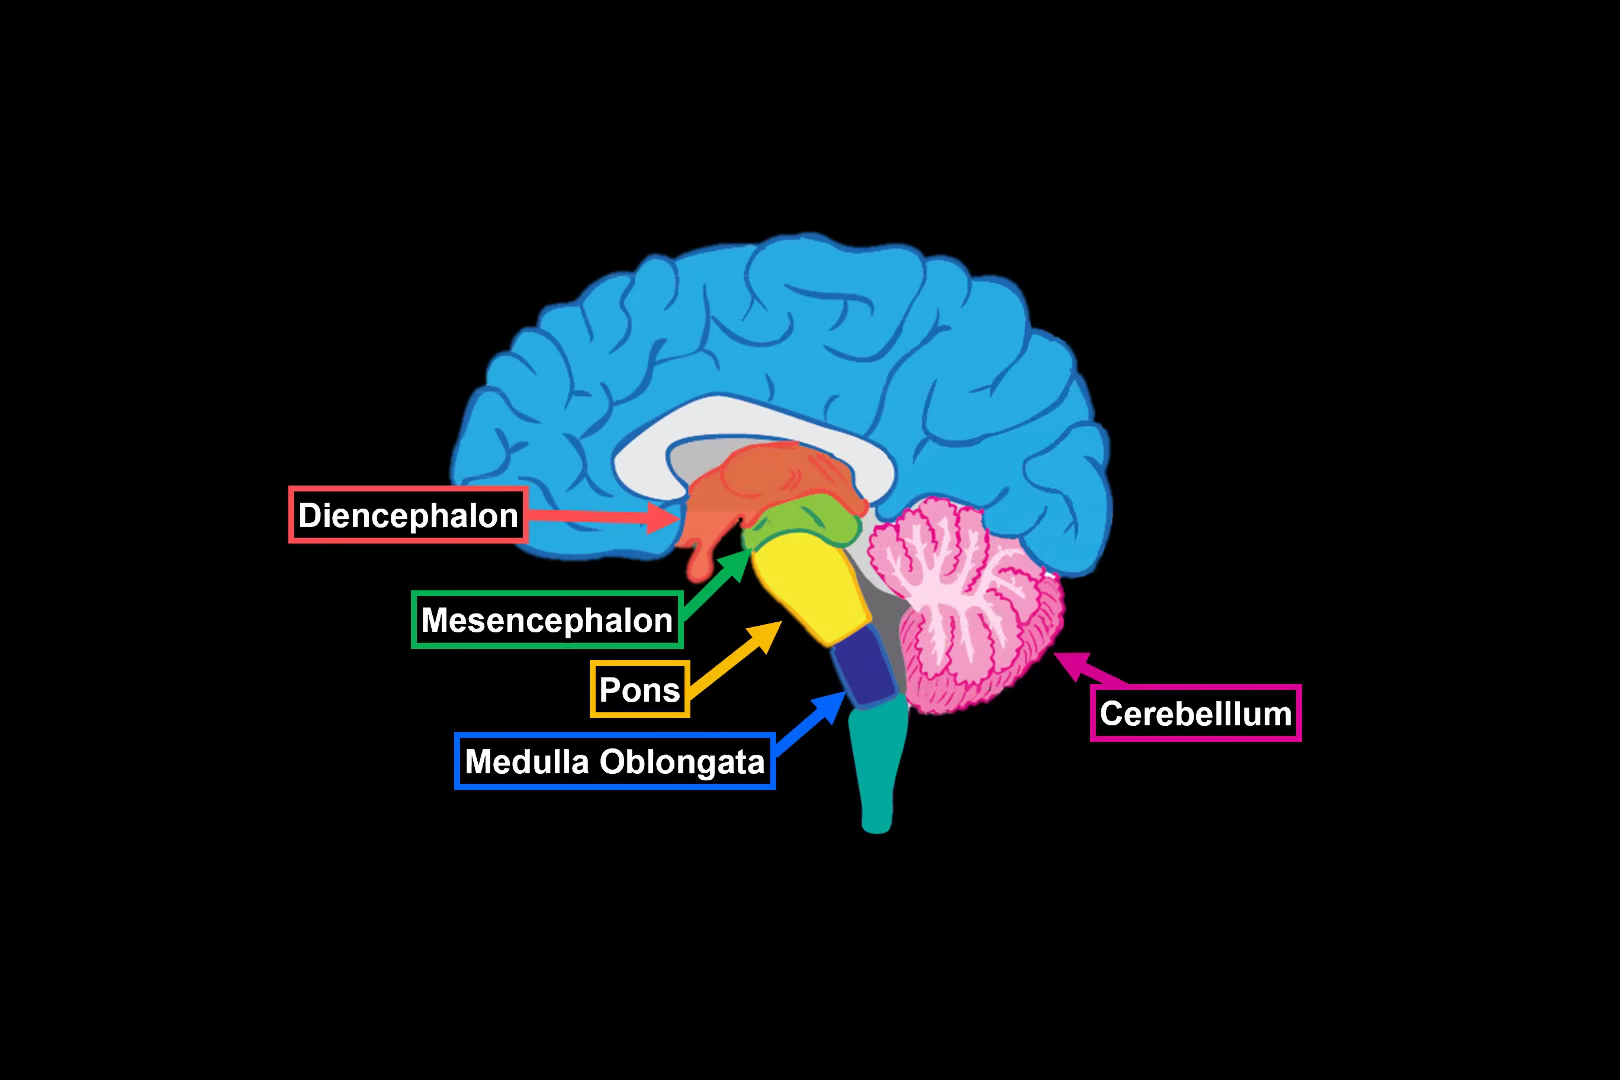 Diencephalon
Mesencephalon
Pons
Cerebelllum
Medulla Oblongata